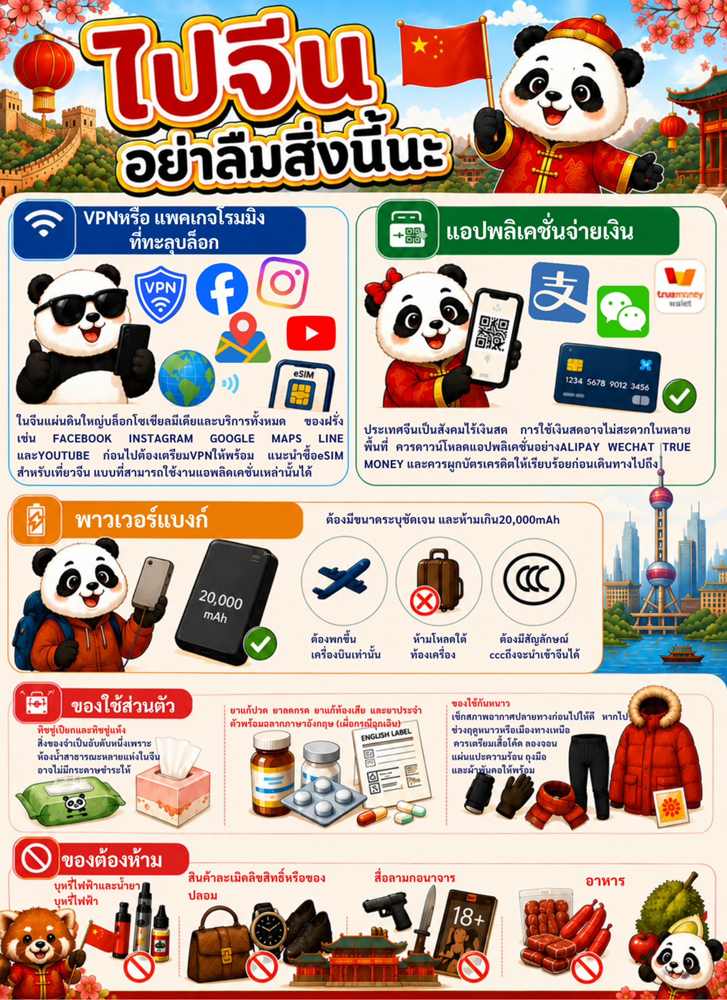 ไปจีน
อย่าลืมสิ่งนี้นะ
VPNหรือ แพคเกจโรมมิ่ง
ที่ทะลุบล็อก
VPN
eSIM
ในจีนแผ่นดินใหญ่บล็อกโซเชียลมีเดียและบริการทั้งหมด ของฝรั่ง
เช่น FACEBOOK INSTAGRAM GOOGLE MAPS LINE
และYOUTUBE ก่อนไปต้องเตรียมVPNให้พร้อม แนะนำซื้อeSIM
สำหรับเที่ยวจีน แบบที่สามารถใช้งานแอพลิดเคชั่นเหล่านั้นได้
แอปพลิเคชั่นจ่ายเงิน
支
truemoney
wallet
1234 5678 9012 3456
ประเทศจีนเป็นสังคมไร้เงินสด การใช้เงินสดอาจไม่สะดวกในหลาย
พื้นที่ ควรดาวน์โหลดแอปพลิเคชั่นอย่างALIPAY WECHAT TRUE
MONEY และควรผูกบัตรเครดิตให้เรียบร้อยก่อนเดินทางไปถึง
พาวเวอร์แบงก์
ต้องมีขนาดระบุชัดเจน และห้ามเกิน20,000mAh
20,000
mAh
CCC
ต้องพกขึ้น
เครื่องบินเท่านั้น
ห้ามโหลดใต้
ท้องเครื่อง
ต้องมีสัญลักษณ์
cccถึงจะนำเข้าจีนได้
ของใช้ส่วนตัว
ทิชชู่เปียกและทิชชู่แห้ง
สิ่งของจำเป็นอับดับหนึ่งเพราะ
ห้องน้ำสาธารณะหลายแห่งในจีน
อาจไม่มีกระดาษชำระให้
ยาแก้ปวด ยาลดกรด ยาแก้ท้องเสีย และยาประจำ
ตัวพร้อมฉลากภาษาอังกฤษ (เผื่อกรณีฉุกเฉิน)
ENGLISH LABEL
ของใช้กันหนาว
เช็กสภาพอากาศปลายทางก่อนไปให้ดี หากไป
ช่วงฤดูหนาวหรือเมืองทางเหนือ
ควรเตรียมเสื้อโค้ด ลองจอน
แผ่นแปะความร้อน ถุงมือ
และผ้าพันคอให้พร้อม
ของต้องห้าม
บุหรี่ไฟฟ้าและน้ำยา
บุหรี่ไฟฟ้า
สินค้าละเมิดลิขสิทธิ์หรือของ
ปลอม
สื่อลามกอนาจาร
18+
อาหาร